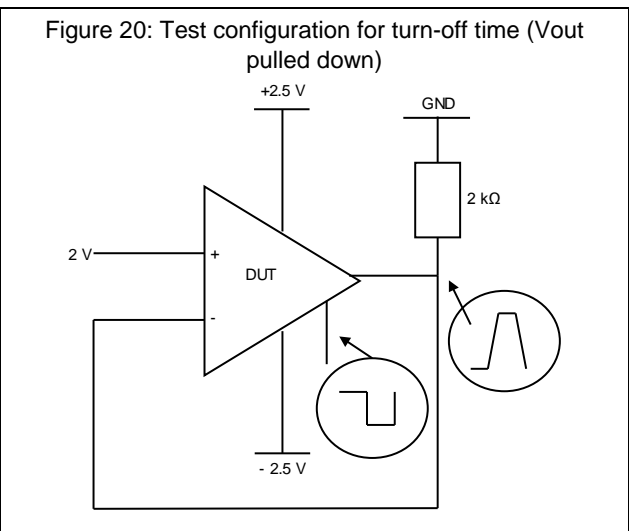 Figure 20: Test configuration for turn-off time (Vout
pulled down)
+2.5 V
GND
2 kΩ
2 V
+
DUT
-
- 2.5 V